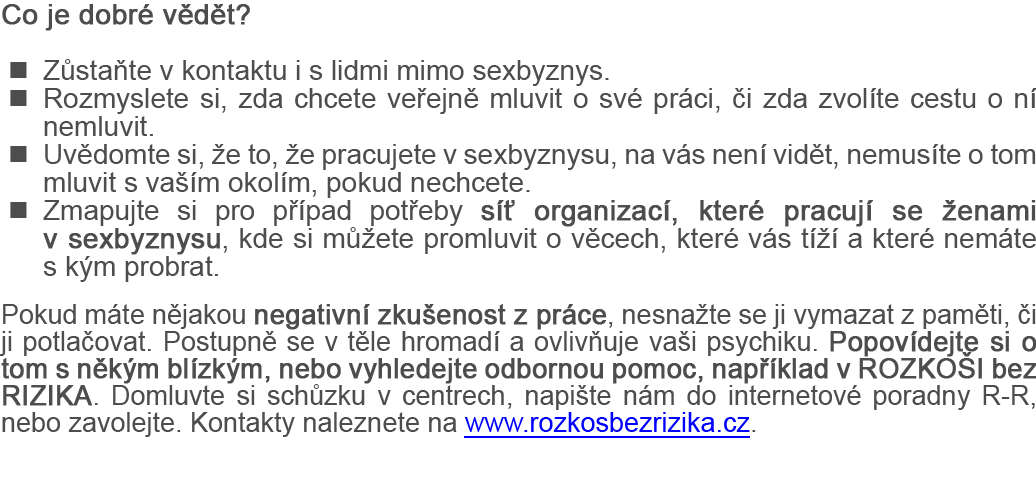 Co je dobré vědět?
■ Zůstaňte v kontaktu i s lidmi mimo sexbyznys.
■ Rozmyslete si, zda chcete veřejně mluvit o své práci, či zda zvolíte cestu o ní
nemluvit.
■ Uvědomte si, že to, že pracujete v sexbyznysu, na vás není vidět, nemusíte o tom
mluvit s vaším okolím, pokud nechcete.
■ Zmapujte si pro případ potřeby síť organizací, které pracují se ženami
v sexbyznysu, kde si můžete promluvit o věcech, které vás tíží a které nemáte
s kým probrat.
Pokud máte nějakou negativní zkušenost z práce, nesnažte se ji vymazat z paměti, či
ji potlačovat. Postupně se v těle hromadí a ovlivňuje vaši psychiku. Popovídejte si o
tom s někým blízkým, nebo vyhledejte odbornou pomoc, například v ROZKOŠI bez
RIZIKA. Domluvte si schůzku v centrech, napište nám do internetové poradny R-R,
nebo zavolejte. Kontakty naleznete na www.rozkosbezrizika.cz.